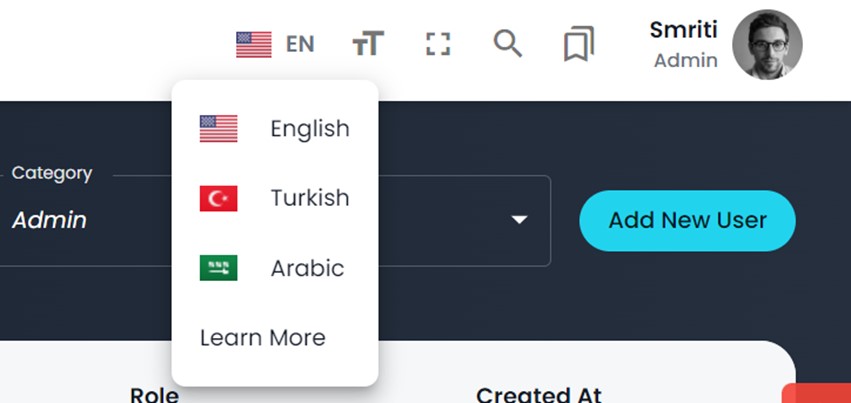 EN
Smriti
Admin
English
Turkish
Arabic
Learn More
Category
Admin
Add New User
Role
Created At